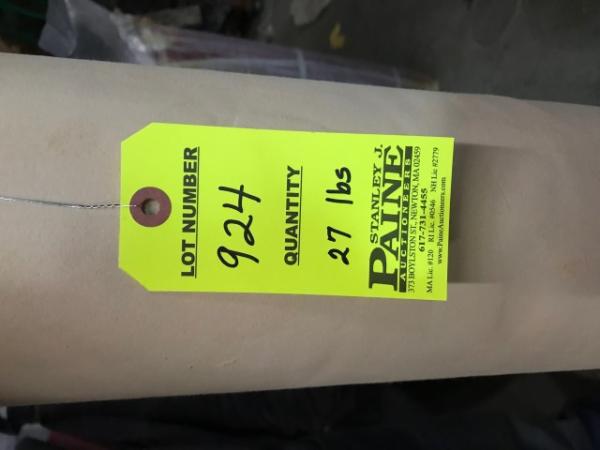 LOT NUMBER
924
QUANTITY
27 lbs
STANLEY J.
PAINE
AUCTIONEERS
373 BOYLSTON ST., NEWTON, MA 02459
617-731-4455
MA Lic. #120 RI Lic. #6546 NH Lic #2779
www.PaineAuctioneers.com